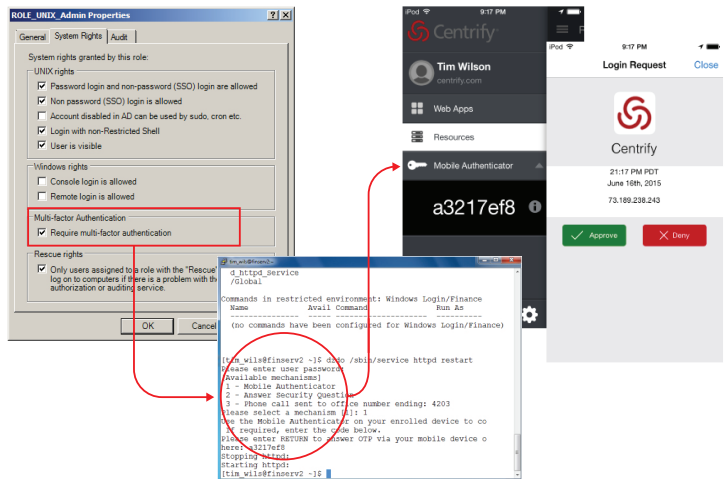 ROLE_UNIX_Admin Properties
General System Rights Audit
System rights granted by this role:
UNIX rights
Password login and non-password (SSO) login are allowed
Non password (SSO) login is allowed
Account disabled in AD can be used by sudo, cron etc.
Login with non-Restricted Shell
User is visible
Windows rights
Console login is allowed
Remote login is allowed
Multi-factor Authentication
Require multi-factor authentication
Rescue rights
Only users assigned to a role with the "Rescue"
log on to computers if there is a problem with the
authorization or auditing service.
OK Cancel
tim_wils@finserv2:~
d_httpd_Service
/Global
Commands in restricted environment: Windows Login/Finance
Name Avail Command Run As
--------------- ----- -------------------- ----------
(no commands have been configured for Windows Login/Finance)
[tim_wils@finserv2 ~]$ dzdo /sbin/service httpd restart
Please enter user password:
[Available mechanisms]
1 - Mobile Authenticator
2 - Answer Security Question
3 - Phone call sent to office number ending: 4203
Please select a mechanism [1]: 1
Use the Mobile Authenticator on your enrolled device to co
if required, enter the code below.
Please enter RETURN to answer OTP via your mobile device o
here: a3217ef8
Stopping httpd:
Starting httpd:
[tim_wils@finserv2 ~]$
iPod 9:17 PM
Centrify
Tim Wilson
centrify.com
Web Apps
Resources
Mobile Authenticator
a3217ef8
iPod 9:17 PM
Login Request Close
Centrify
21:17 PM PDT
June 16th, 2015
73.189.238.243
Approve Deny